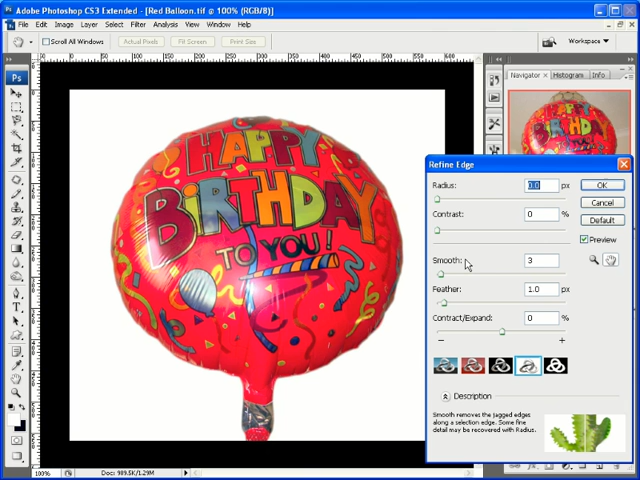 Adobe Photoshop CS3 Extended - [Red Balloon.tif @ 100% (RGB/8)]
File Edit Image Layer Select Filter Analysis View Window Help
Scroll All Windows Actual Pixels Fit Screen Print Size Workspace
Ps
Navigator × Histogram Info
HAPPY
BIRTHDAY
TO YOU!
HAPPY
BIRTHDAY
Refine Edge
Radius: 0.0 px
OK
Contrast: 0 %
Cancel
Default
Preview
Smooth: 3
Feather: 1.0 px
Contract/Expand: 0 %
− +
Description
Smooth removes the jagged edges
along a selection edge. Some fine
detail may be recovered with Radius.
100% Doc: 989.5K/1.29M